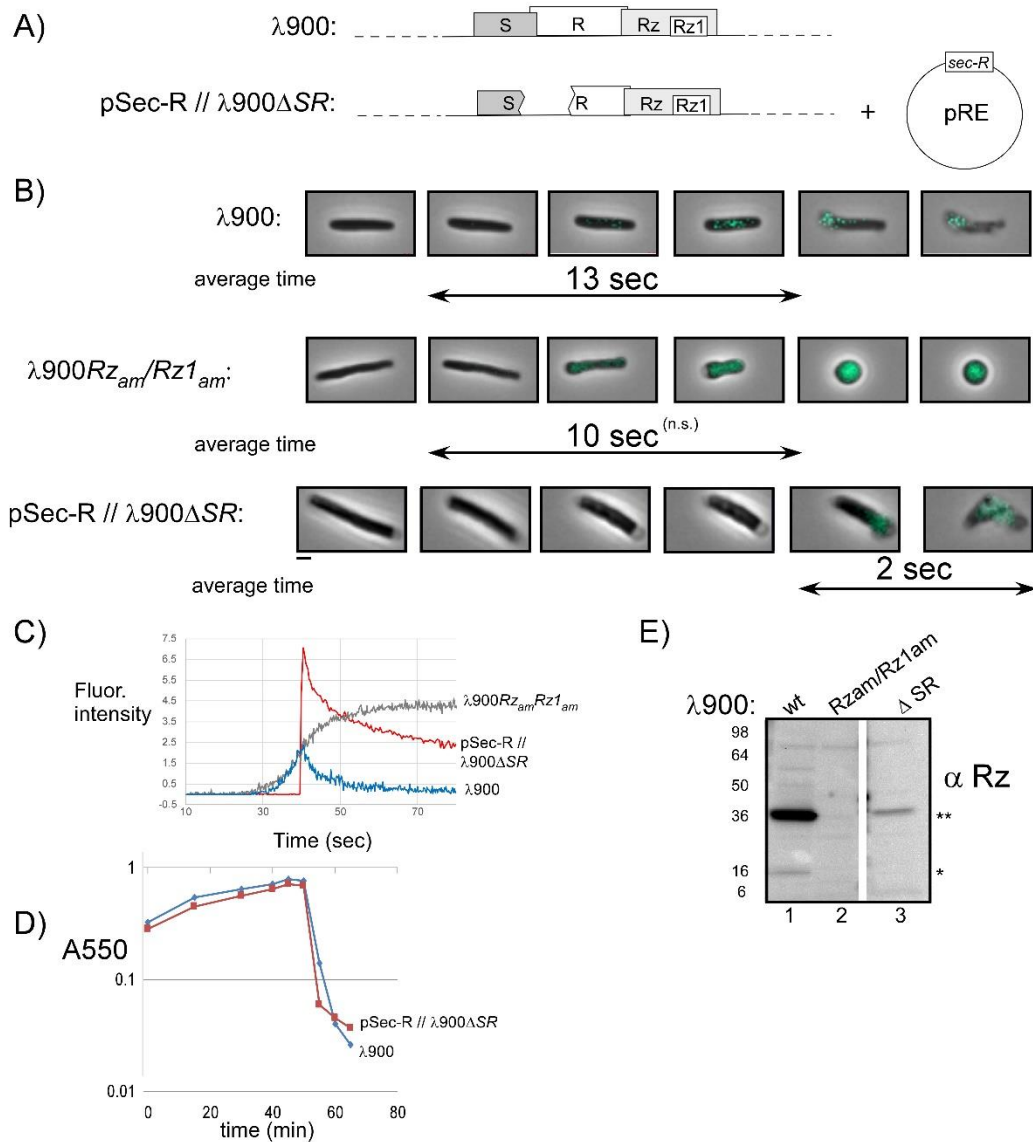 A)
λ900:
S R Rz Rz1
sec-R
pSec-R // λ900ΔSR:
S R Rz Rz1
+
pRE
B)
λ900:
average time
13 sec
λ900Rz_am/Rz1_am:
average time
10 sec (n.s.)
pSec-R // λ900ΔSR:
average time
2 sec
C)
Fluor.
intensity
7.5
6.5
5.5
4.5
3.5
2.5
1.5
0.5
-0.5
10 30 50 70
Time (sec)
λ900Rz_amRz1_am
pSec-R //
λ900ΔSR
λ900
D)
A550
1
0.1
0.01
0 20 40 60 80
time (min)
pSec-R // λ900ΔSR
λ900
E)
λ900:
wt Rzam/Rz1am Δ SR
98
64
50
36
16
6
α Rz
**
*
1 2 3